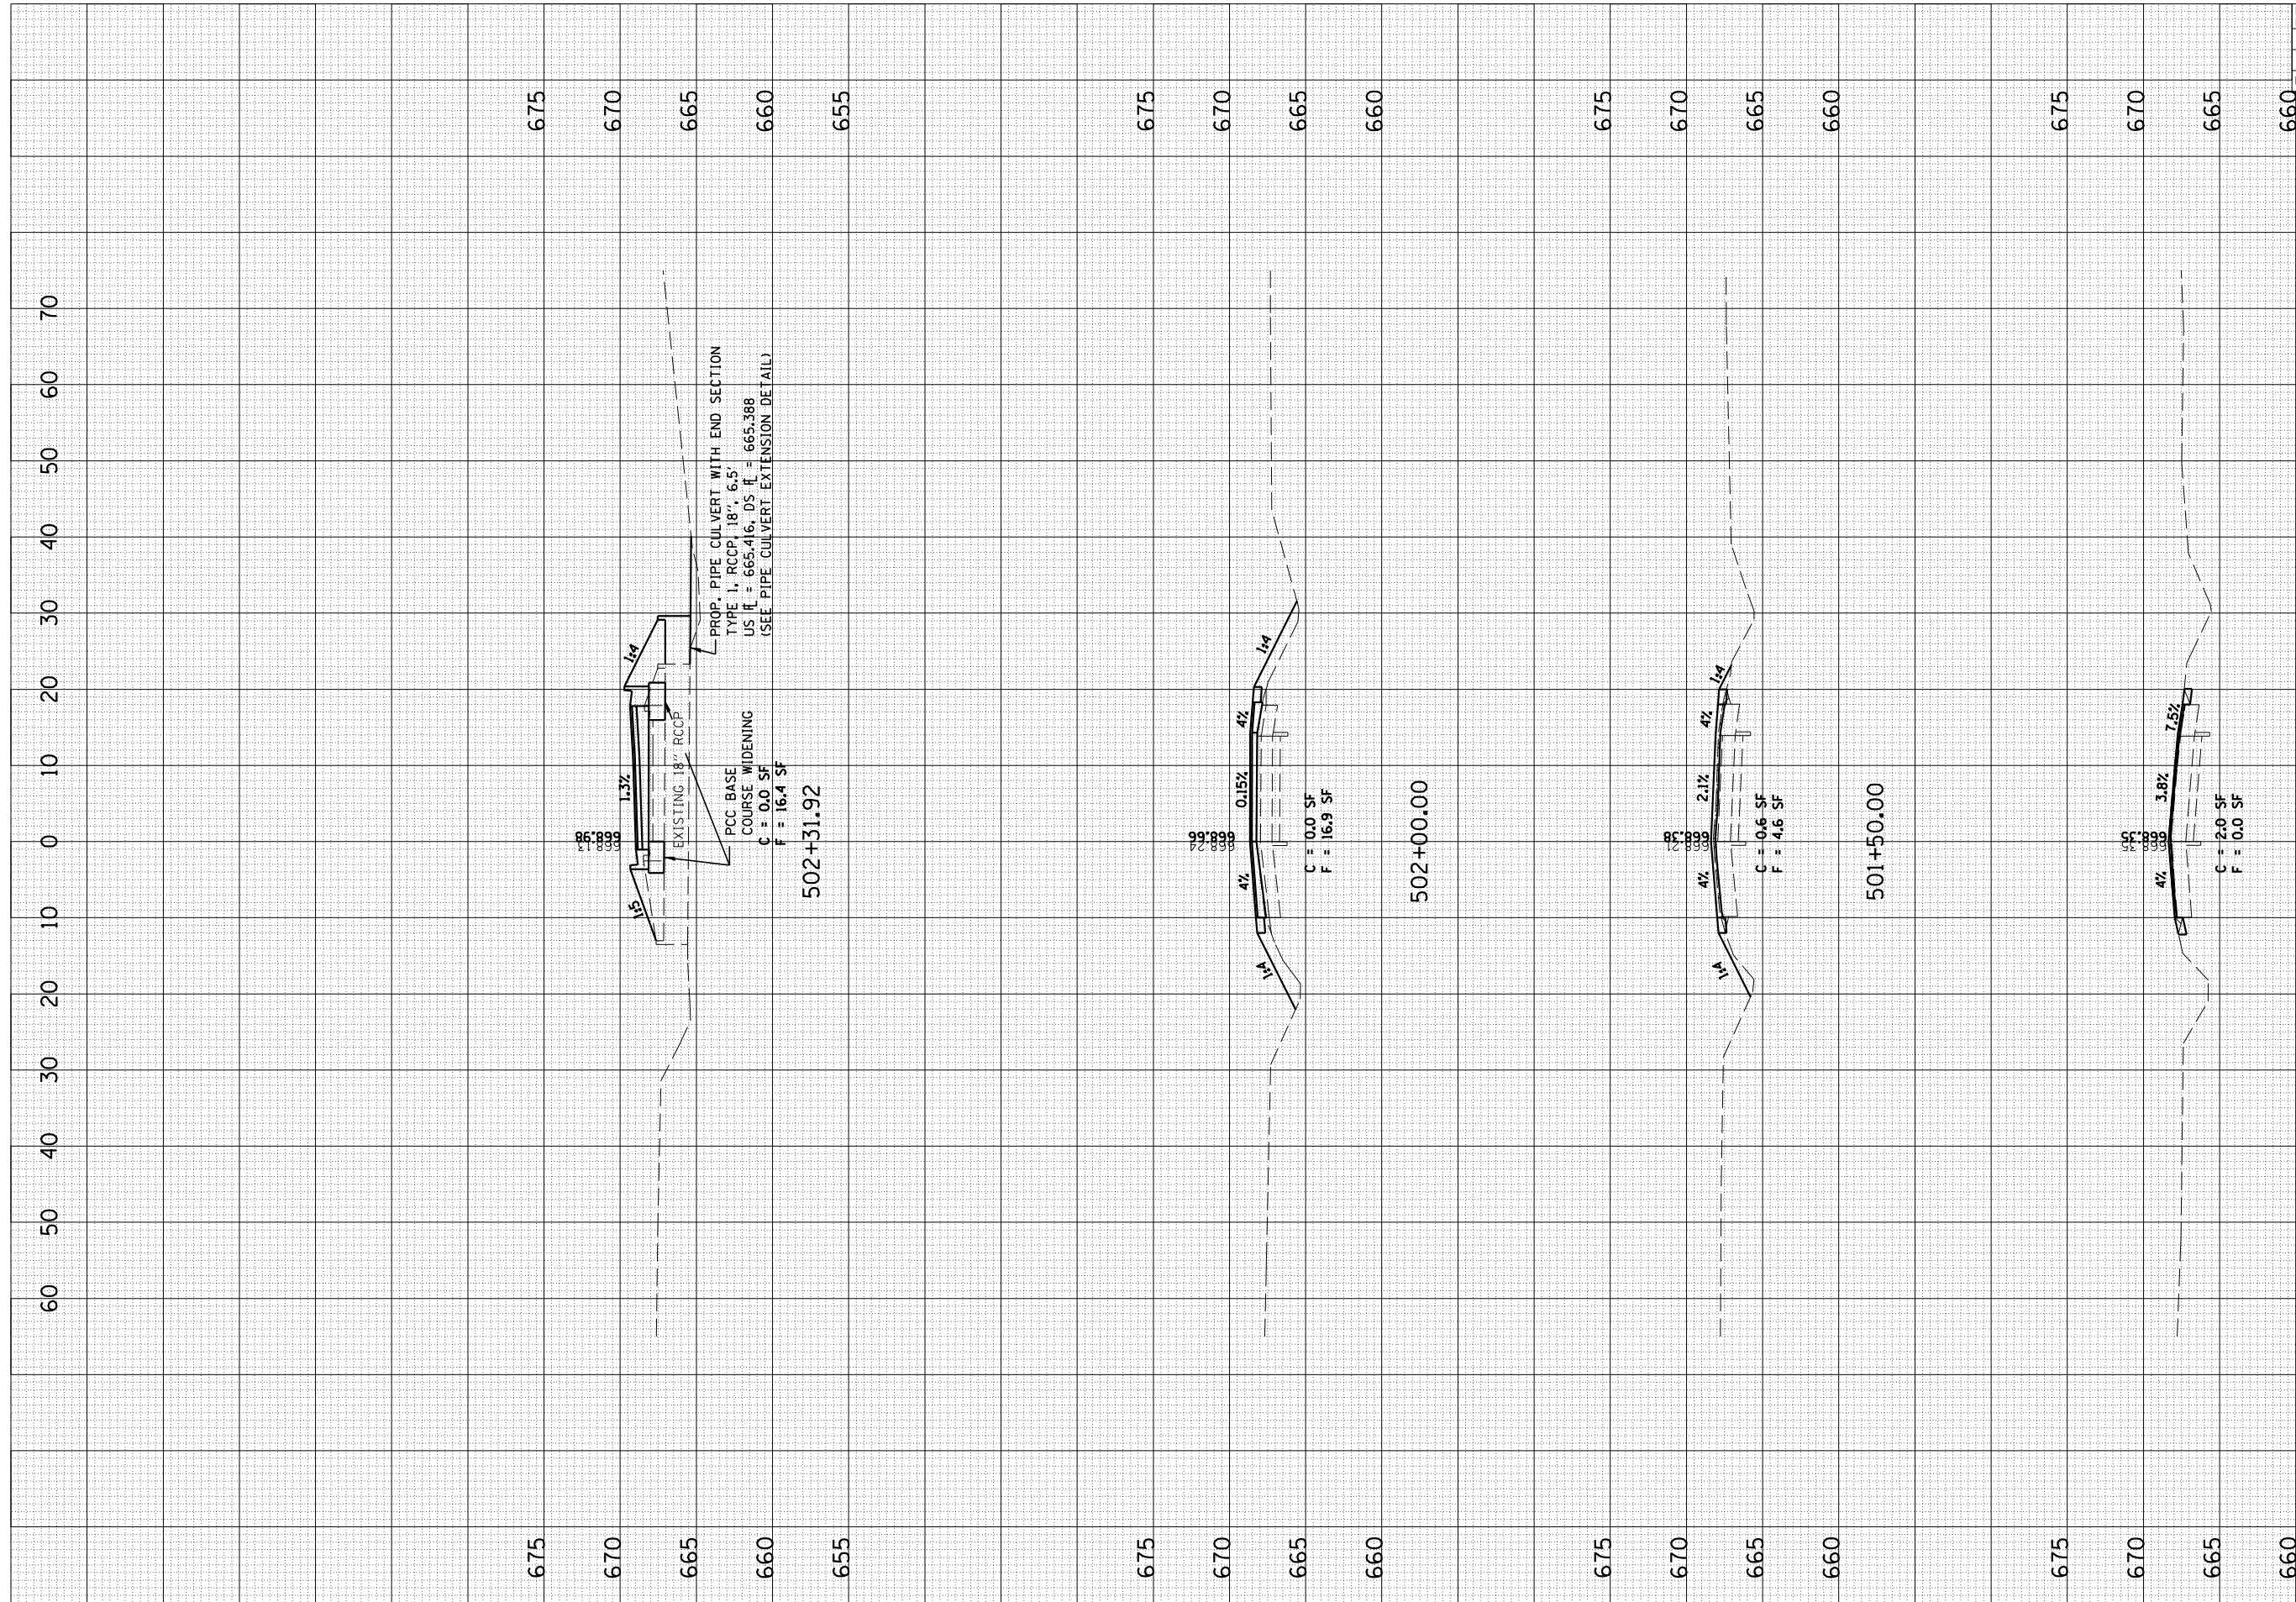 60 50 40 30 20 10 0 10 20 30 40 50 60 70
675 675
670 670
665 665
660 660
655
668.13
668.98
1:5
1.3%
1:4
EXISTING 18" RCCP
PROP. PIPE CULVERT WITH END SECTION
TYPE 1, RCCP, 18", 6.5'
US FL = 665.416, DS FL = 665.388
(SEE PIPE CULVERT EXTENSION DETAIL)
PCC BASE
COURSE WIDENING
C = 0.0 SF
F = 16.4 SF
502+31.92
675 675
670 670
665 665
660 660
668.24
668.66
1:4
4%
0.15%
4%
1:4
C = 0.0 SF
F = 16.9 SF
502+00.00
675 675
670 670
665 665
660 660
668.21
668.38
1:4
4%
2.1%
4%
1:4
C = 0.6 SF
F = 4.6 SF
501+50.00
675 675
670 670
665 665
660 660
668.35
668.35
4%
3.8%
7.5%
C = 2.0 SF
F = 0.0 SF